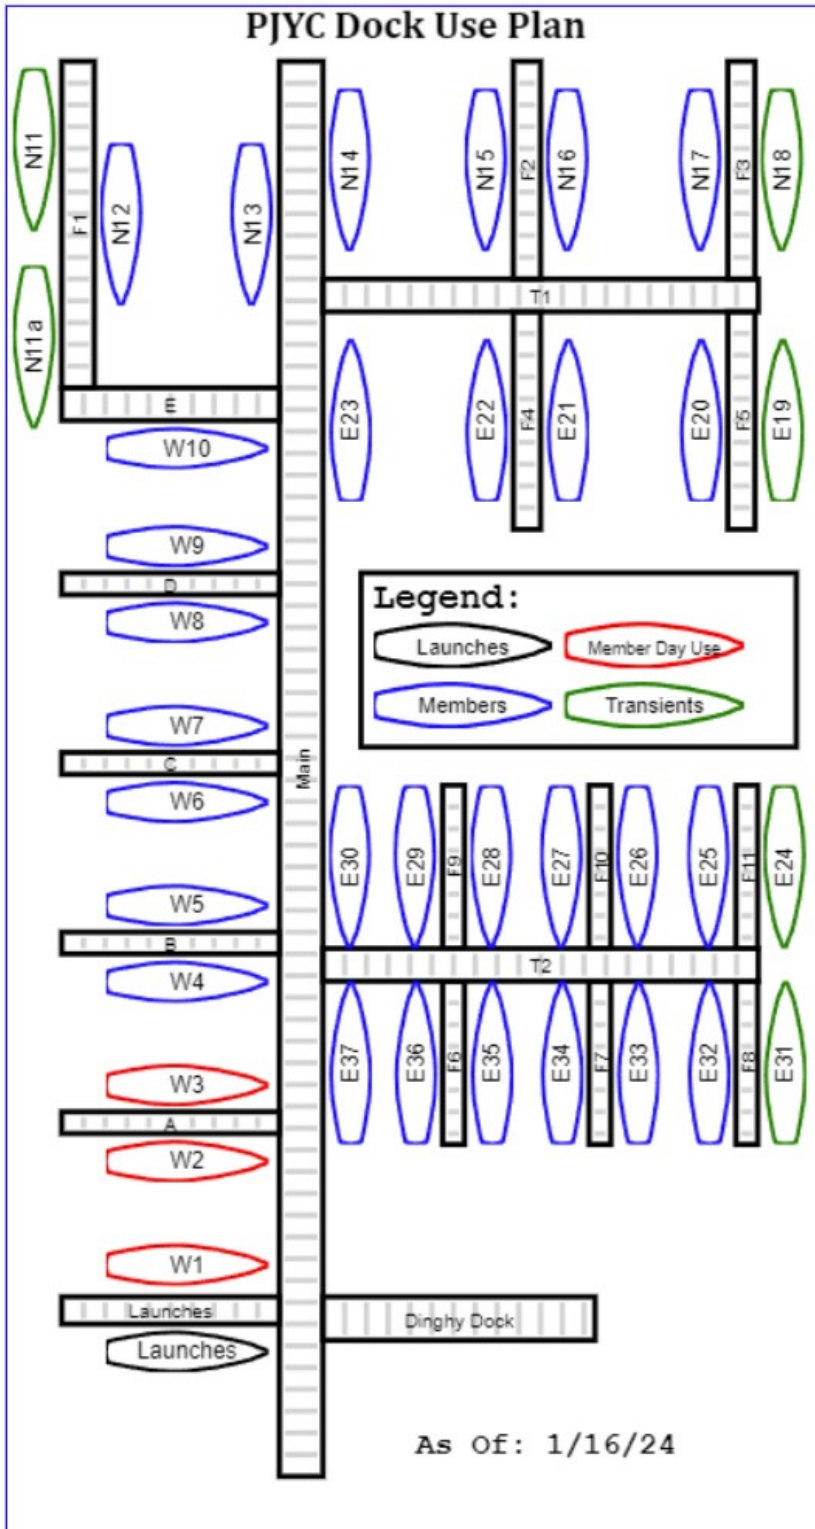 PJYC Dock Use Plan
N11
F1
N12
N13
N14
N15
F2
N16
N17
F3
N18
T1
N11a
E
E23
E22
F4
E21
E20
F5
E19
W10
W9
D
W8
Legend:
Launches
Member Day Use
Members
Transients
W7
C
W6
Main
E30
E29
F9
E28
E27
F10
E26
E25
F11
E24
W5
B
W4
T2
E37
E36
F6
E35
E34
F7
E33
E32
F8
E31
W3
A
W2
W1
Launches
Dinghy Dock
Launches
As Of: 1/16/24